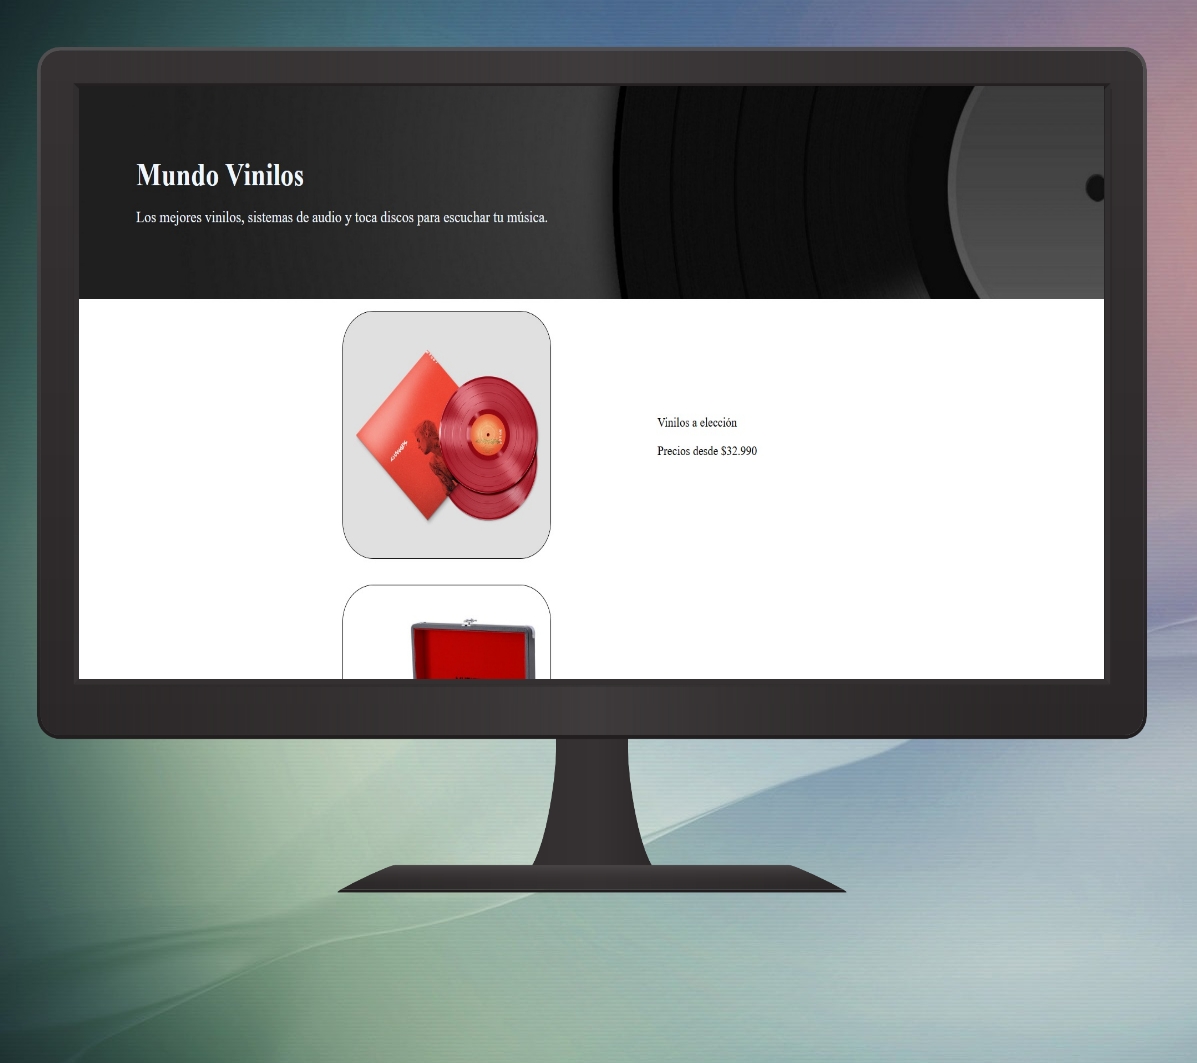 Mundo Vinilos
Los mejores vinilos, sistemas de audio y toca discos para escuchar tu música.
Vinilos a elección
Precios desde $32.990